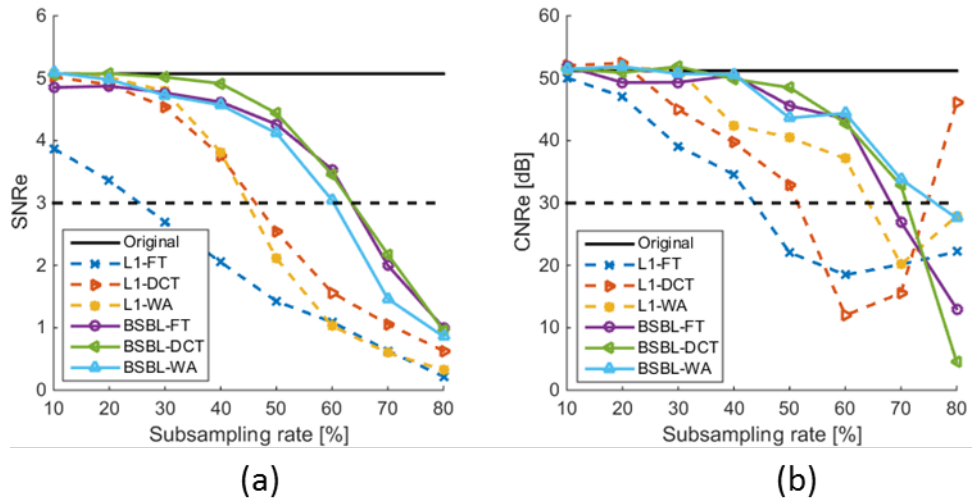 6
5
4
3
2
1
0
SNRe
Original
L1-FT
L1-DCT
L1-WA
BSBL-FT
BSBL-DCT
BSBL-WA
10 20 30 40 50 60 70 80
Subsampling rate [%]
(a)
60
50
40
30
20
10
0
CNRe [dB]
Original
L1-FT
L1-DCT
L1-WA
BSBL-FT
BSBL-DCT
BSBL-WA
10 20 30 40 50 60 70 80
Subsampling rate [%]
(b)